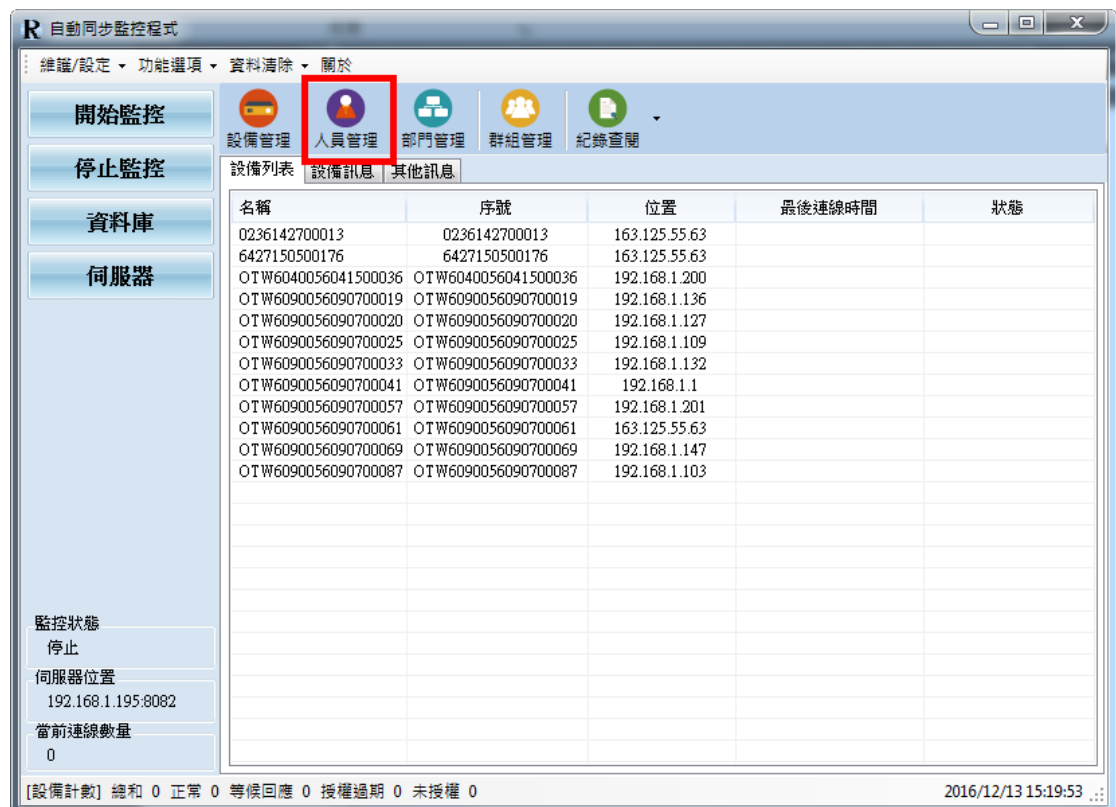 R 自動同步監控程式
維護/設定 功能選項 資料清除 關於
開始監控
停止監控
資料庫
伺服器
設備管理 人員管理 部門管理 群組管理 紀錄查閱
設備列表 設備訊息 其他訊息
名稱 序號 位置 最後連線時間 狀態
0236142700013 0236142700013 163.125.55.63
6427150500176 6427150500176 163.125.55.63
OTW6040056041500036 OTW6040056041500036 192.168.1.200
OTW6090056090700019 OTW6090056090700019 192.168.1.136
OTW6090056090700020 OTW6090056090700020 192.168.1.127
OTW6090056090700025 OTW6090056090700025 192.168.1.109
OTW6090056090700033 OTW6090056090700033 192.168.1.132
OTW6090056090700041 OTW6090056090700041 192.168.1.1
OTW6090056090700057 OTW6090056090700057 192.168.1.201
OTW6090056090700061 OTW6090056090700061 163.125.55.63
OTW6090056090700069 OTW6090056090700069 192.168.1.147
OTW6090056090700087 OTW6090056090700087 192.168.1.103
監控狀態
停止
伺服器位置
192.168.1.195:8082
當前連線數量
0
[設備計數] 總和 0 正常 0 等候回應 0 授權過期 0 未授權 0 2016/12/13 15:19:53